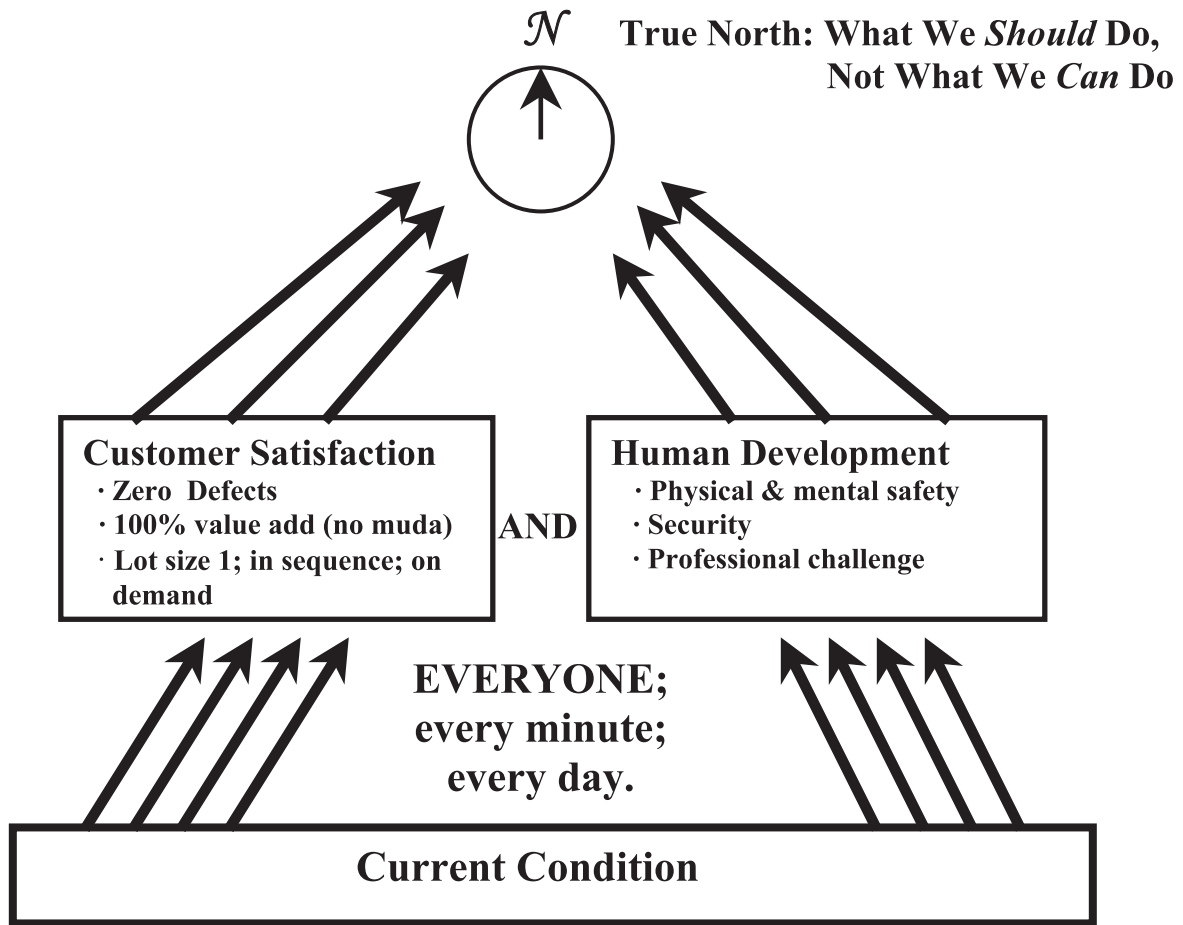 N
True North: What We Should Do,
Not What We Can Do
Customer Satisfaction
· Zero Defects
· 100% value add (no muda)
· Lot size 1; in sequence; on
demand
AND
Human Development
· Physical & mental safety
· Security
· Professional challenge
EVERYONE;
every minute;
every day.
Current Condition